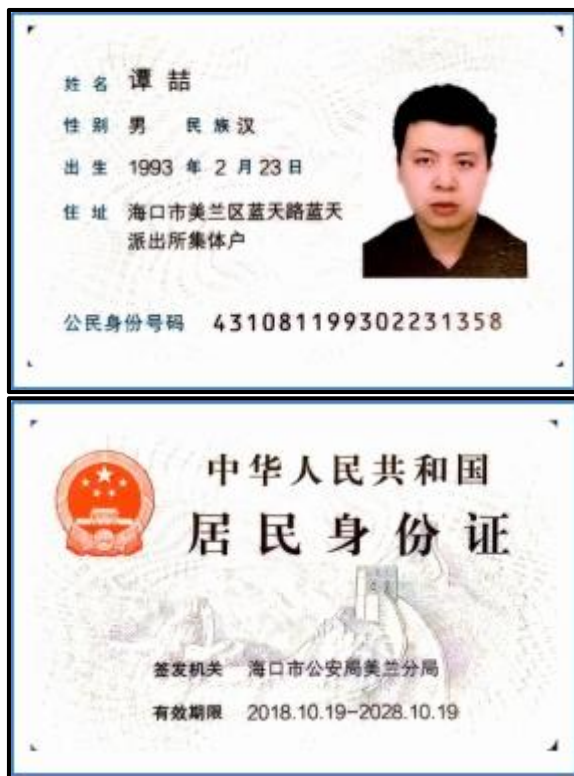 姓名 谭喆
性别 男 民族 汉
出生 1993 年 2 月 23 日
住址 海口市美兰区蓝天路蓝天
派出所集体户
公民身份号码 431081199302231358
中华人民共和国
居民身份证
签发机关 海口市公安局美兰分局
有效期限 2018.10.19-2028.10.19